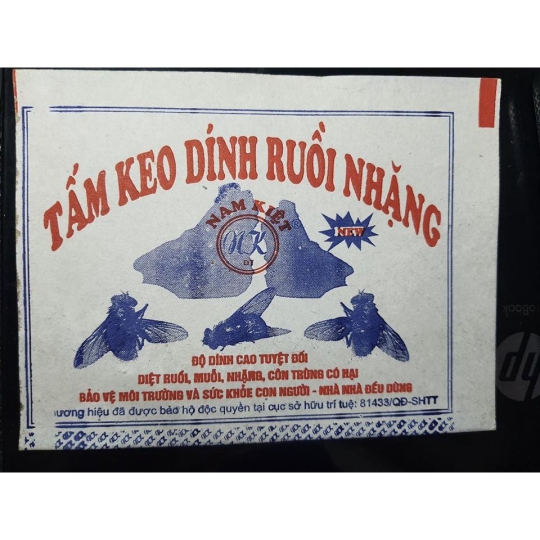 TẤM KEO DÍNH RUỒI NHẶNG
NAM KIỆT
NK
NEW
ĐỘ DÍNH CAO TUYỆT ĐỐI
DIỆT RUỒI, MUỖI, NHẶNG, CÔN TRÙNG CÓ HẠI
BẢO VỆ MÔI TRƯỜNG VÀ SỨC KHỎE CON NGƯỜI - NHÀ NHÀ ĐỀU DÙNG
ương hiệu đã được bảo hộ độc quyền tại cục sở hữu trí tuệ: 81433/QĐ-SHTT
hp